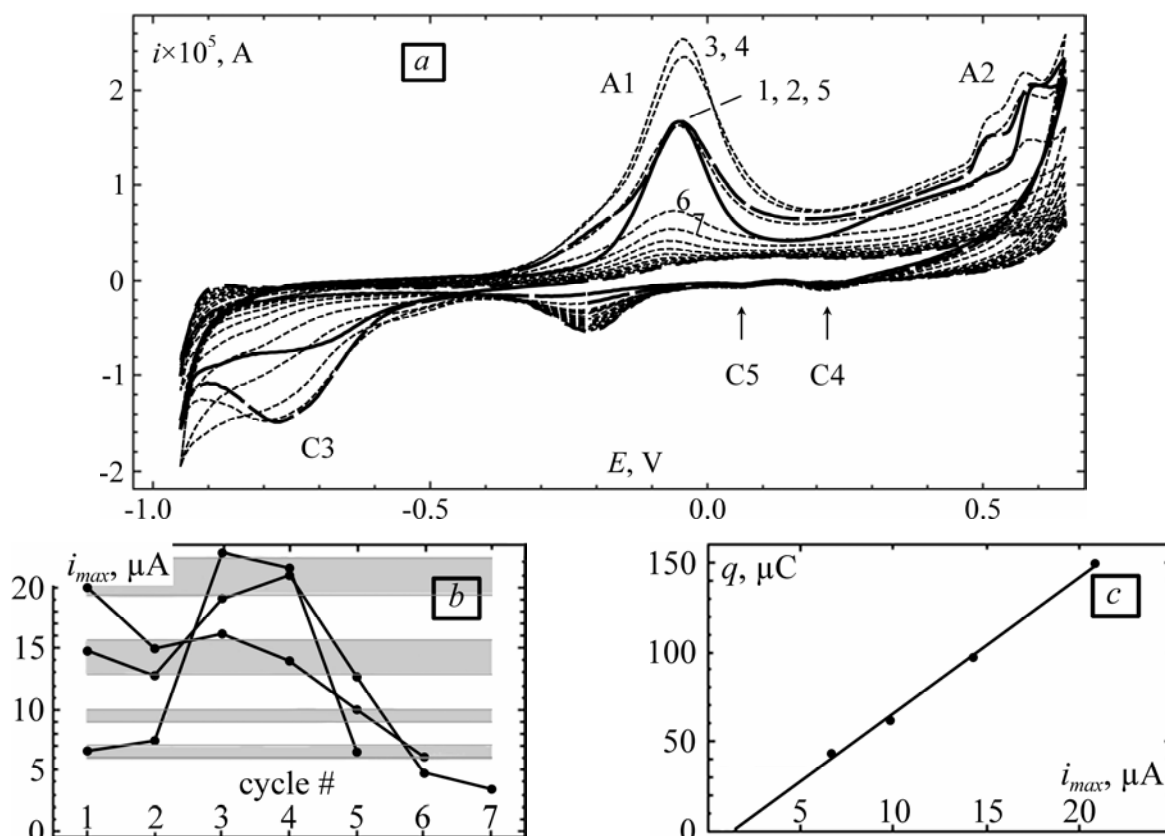 i×10⁵, A
a
3, 4
A1
A2
1, 2, 5
2
1
6
7
0
C5
C4
-1
C3
-2
E, V
-1.0
-0.5
0.0
0.5
i_max, µA
b
20
15
10
5
0
cycle #
1 2 3 4 5 6 7
150
q, µC
c
100
50
i_max, µA
0
5 10 15 20